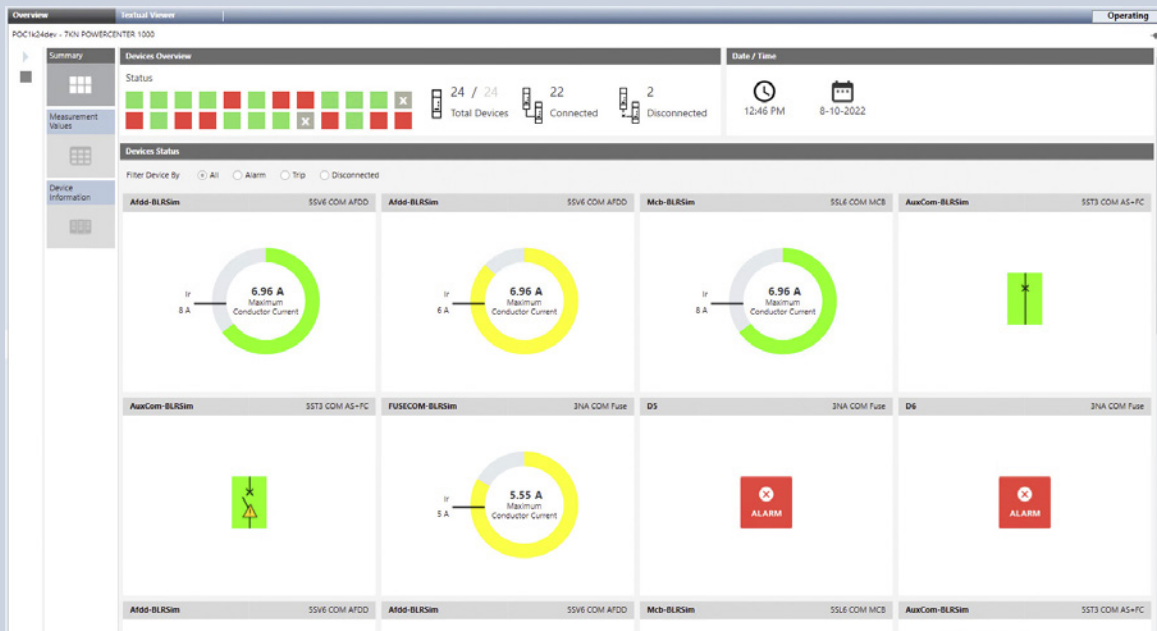 Overview
Textual Viewer
Operating
POC1k24dev - 7KN POWERCENTER 1000
Summary
Measurement
Values
Device
Information
Devices Overview
Status
x
x
24 / 24
Total Devices
22
Connected
2
Disconnected
Date / Time
12:46 PM
8-10-2022
Devices Status
Filter Device By
All
Alarm
Trip
Disconnected
Afdd-BLRSim 5SV6 COM AFDD
Ir
8 A
6.96 A
Maximum
Conductor Current
Afdd-BLRSim 5SV6 COM AFDD
Ir
6 A
6.96 A
Maximum
Conductor Current
Mcb-BLRSim 5SL6 COM MCB
Ir
8 A
6.96 A
Maximum
Conductor Current
AuxCom-BLRSim 5ST3 COM AS+FC
AuxCom-BLRSim 5ST3 COM AS+FC
FUSECOM-BLRSim 3NA COM Fuse
Ir
5 A
5.55 A
Maximum
Conductor Current
D5 3NA COM Fuse
ALARM
D6 3NA COM Fuse
ALARM
Afdd-BLRSim 5SV6 COM AFDD
Afdd-BLRSim 5SV6 COM AFDD
Mcb-BLRSim 5SL6 COM MCB
AuxCom-BLRSim 5ST3 COM AS+FC